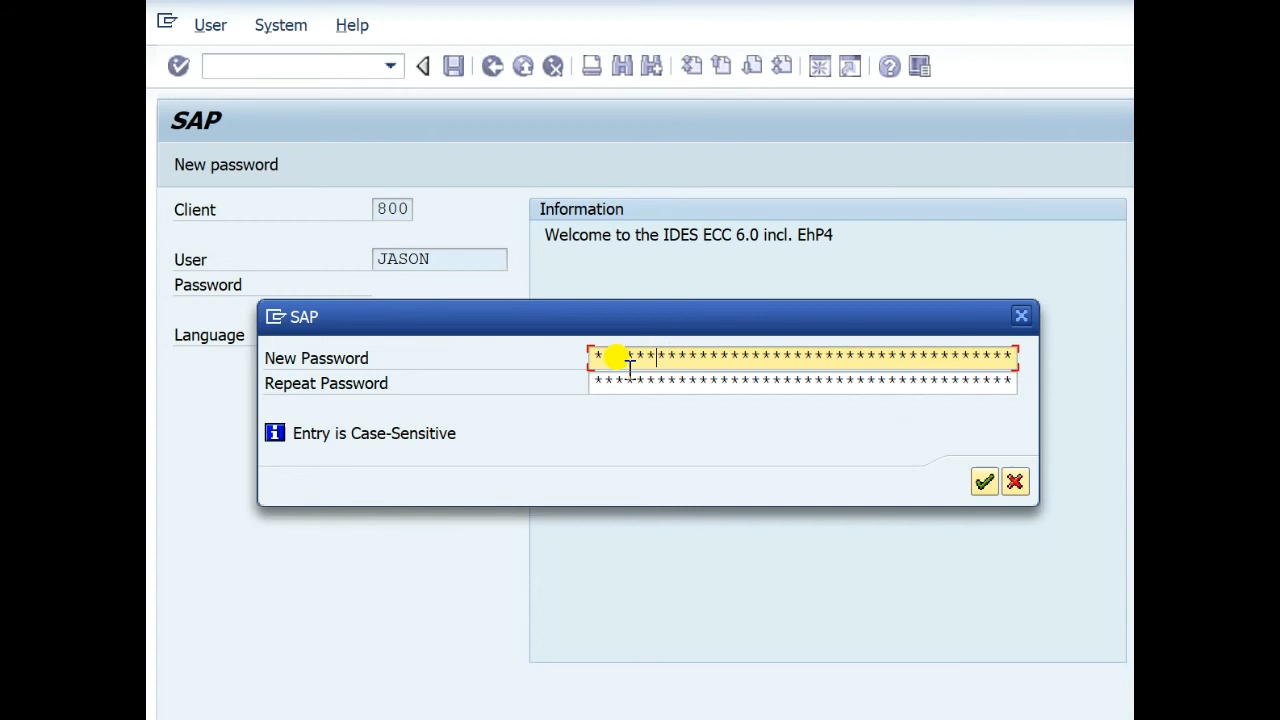 User System Help
SAP
New password
Client 800
Information
Welcome to the IDES ECC 6.0 incl. EhP4
User JASON
Password
Language
SAP
New Password ****************************************
Repeat Password ****************************************
Entry is Case-Sensitive